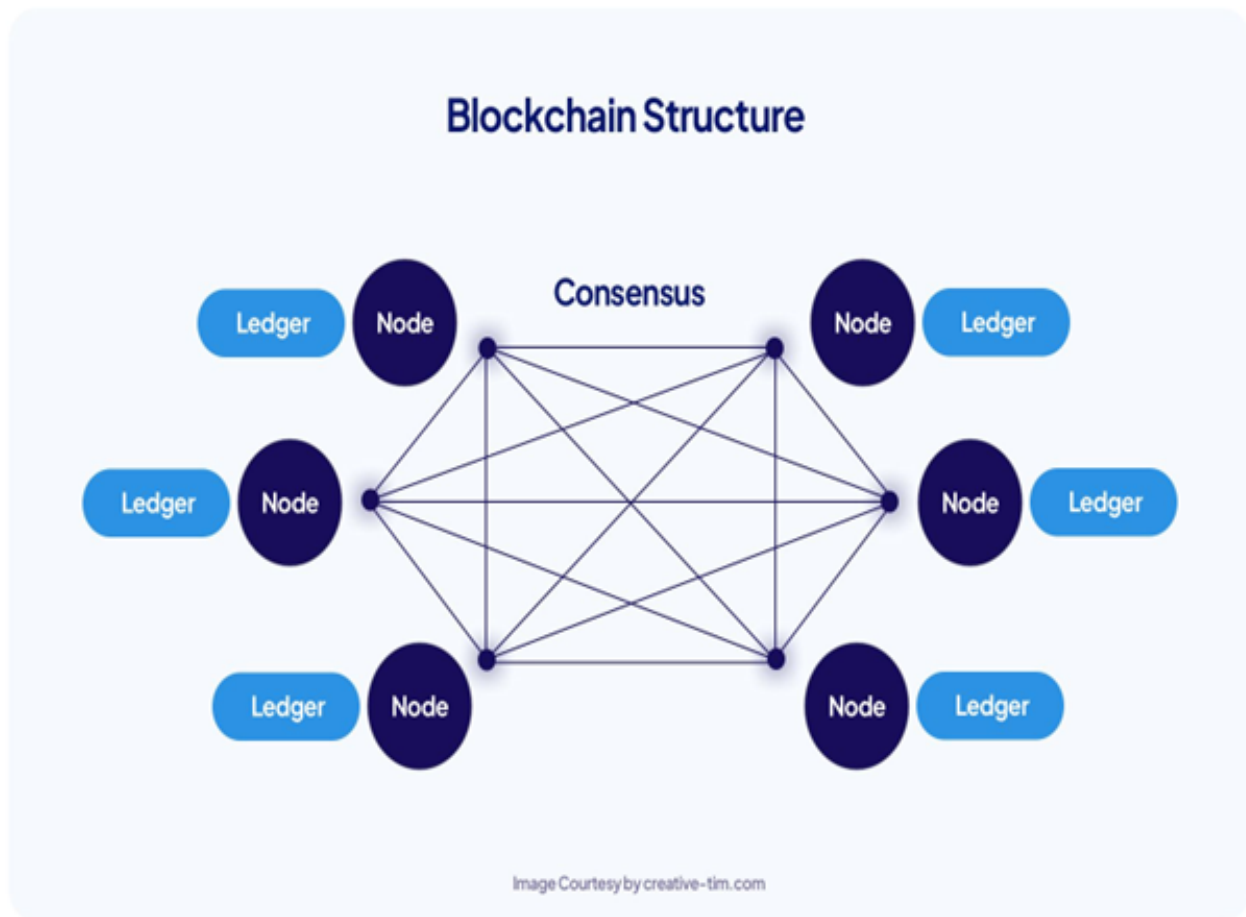 Blockchain Structure
Consensus
Ledger Node Node Ledger
Ledger Node Node Ledger
Ledger Node Node Ledger
Image Courtesy by creative-tim.com